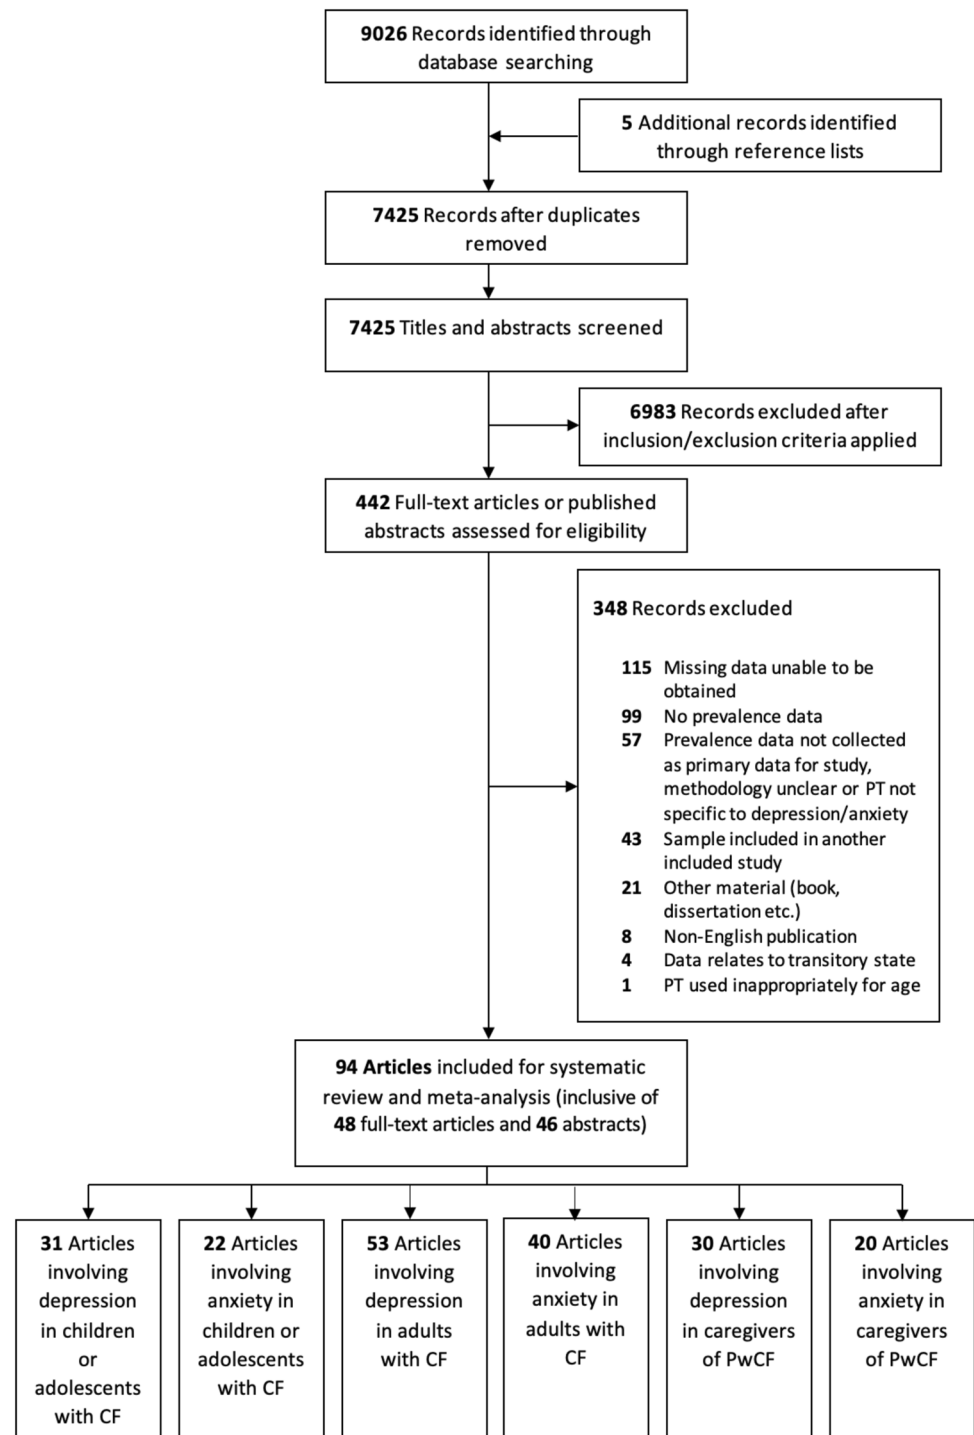 9026 Records identified through
database searching
5 Additional records identified
through reference lists
7425 Records after duplicates
removed
7425 Titles and abstracts screened
6983 Records excluded after
inclusion/exclusion criteria applied
442 Full-text articles or published
abstracts assessed for eligibility
348 Records excluded
115 Missing data unable to be
obtained
99 No prevalence data
57 Prevalence data not collected
as primary data for study,
methodology unclear or PT not
specific to depression/anxiety
43 Sample included in another
included study
21 Other material (book,
dissertation etc.)
8 Non-English publication
4 Data relates to transitory state
1 PT used inappropriately for age
94 Articles included for systematic
review and meta-analysis (inclusive of
48 full-text articles and 46 abstracts)
31 Articles
involving
depression
in children
or
adolescents
with CF
22 Articles
involving
anxiety in
children or
adolescents
with CF
53 Articles
involving
depression
in adults
with CF
40 Articles
involving
anxiety in
adults with
CF
30 Articles
involving
depression
in caregivers
of PwCF
20 Articles
involving
anxiety in
caregivers
of PwCF